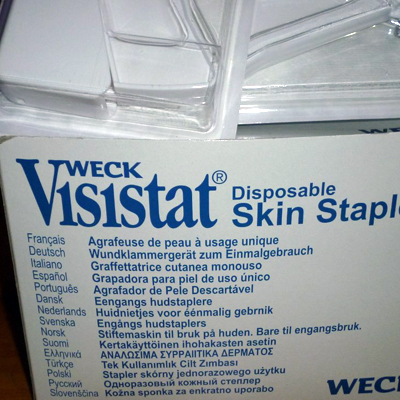 WECK
Visistat® Disposable
Skin Staple
Français Agrafeuse de peau à usage unique
Deutsch Wundklammergerät zum Einmalgebrauch
Italiano Graffettatrice cutanea monouso
Español Grapadora para piel de uso único
Português Agrafador de Pele Descartável
Dansk Eengangs hudstaplere
Nederlands Huidnietjes voor éénmalig gebrnik
Svenska Engångs hudstaplers
Norsk Stiftemaskin til bruk på huden. Bare til engangsbruk.
Suomi Kertakäyttöinen ihohakasten asetin
Ελληνικά ΑΝΑΛΩΣΙΜΑ ΣΥΡΡΑΠΤΙΚΑ ΔΕΡΜΑΤΟΣ
Türkçe Tek Kullanımlık Cilt Zımbası
Polski Stapler skórny jednorazowego użytku
Русский Одноразовый кожный степлер
Slovenščina Kožna sponka za enkratno uporabo
WECK